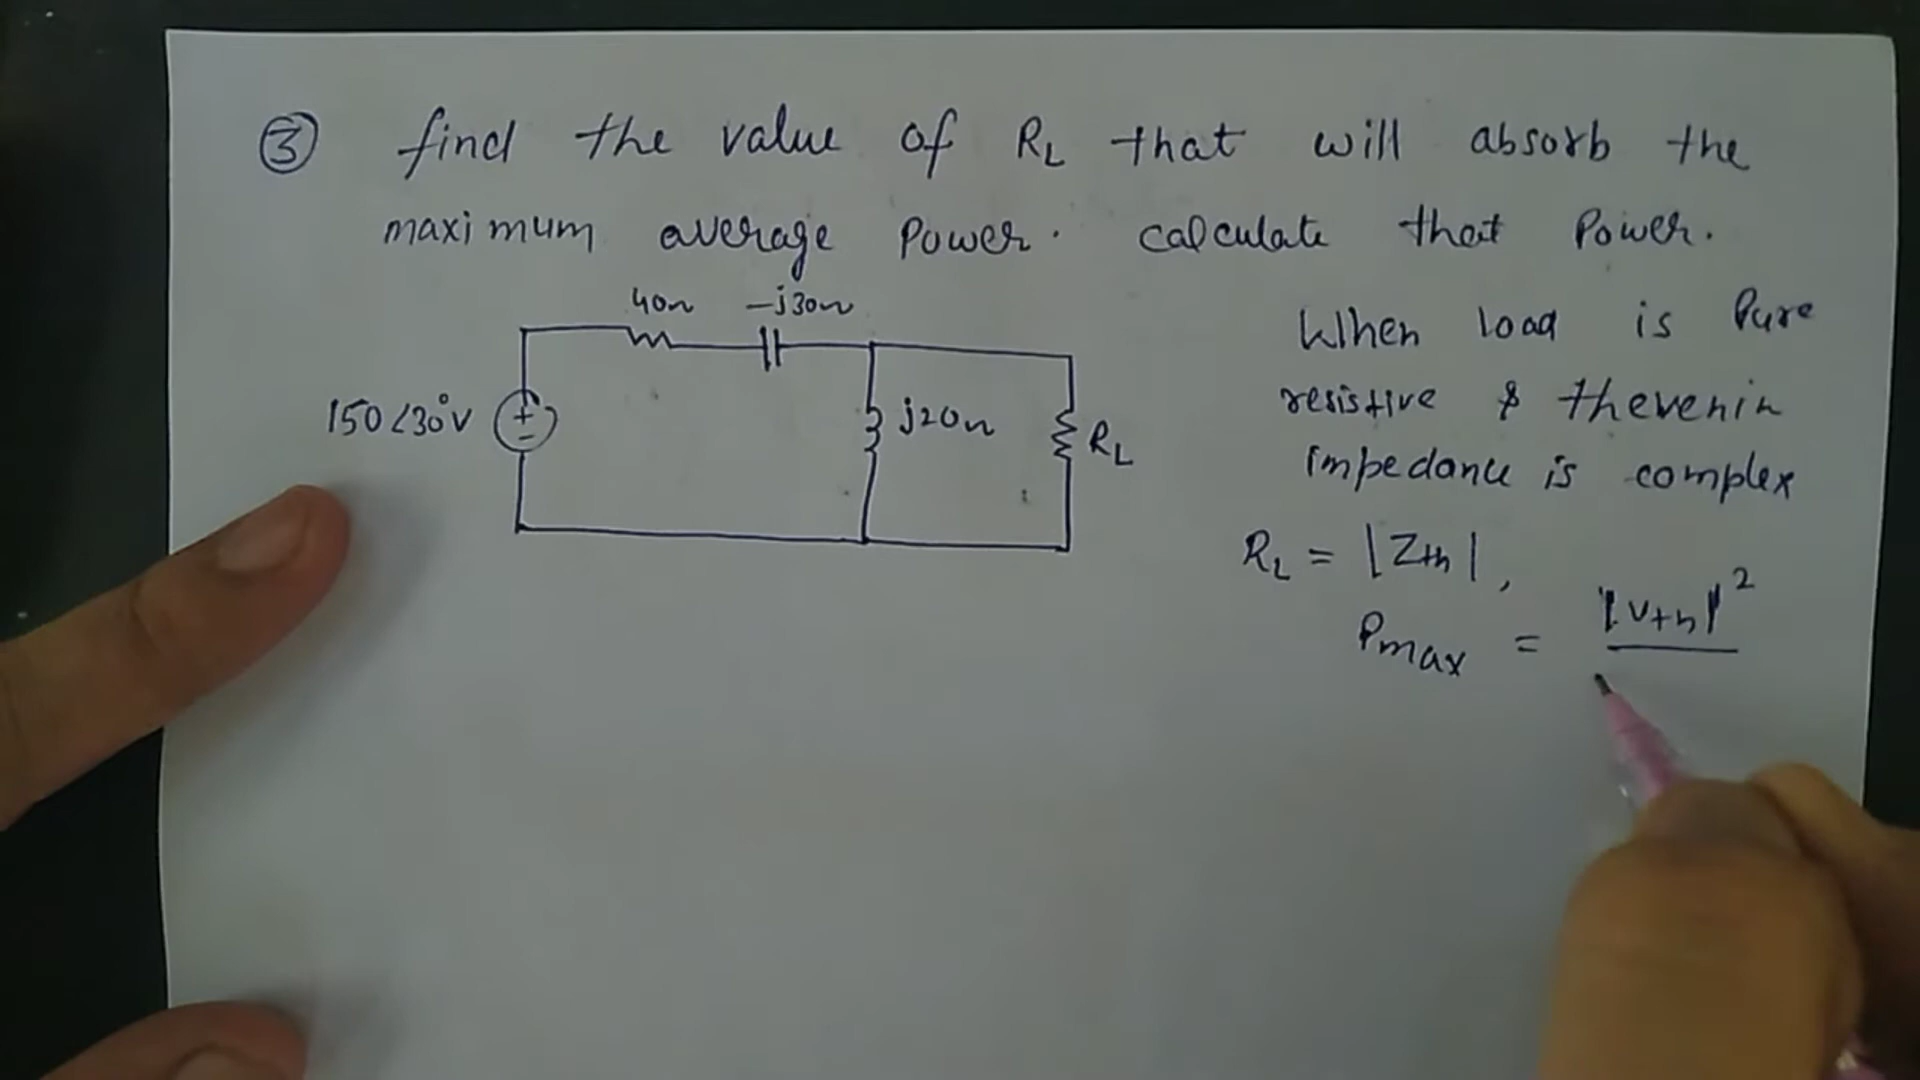 ③ find the value of RL that will absorb the
maximum average power. calculate that power.
40Ω -j30Ω
150<30°V
+
-
j20Ω
RL
When load is Pure
resistive & thevenin
impedance is complex
RL = |Zth|,
Pmax = |Vth|²